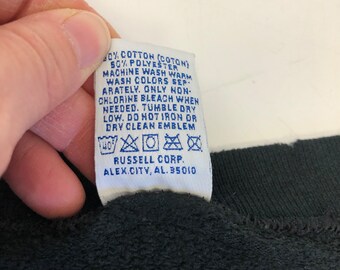 50% COTTON (COTON)
50% POLYESTER
MACHINE WASH WARM
WASH COLORS SEP-
ARATELY. ONLY NON-
CHLORINE BLEACH WHEN
NEEDED. TUMBLE DRY
LOW. DO NOT IRON OR
DRY CLEAN EMBLEM
40
RUSSELL CORP.
ALEX.CITY, AL. 35010